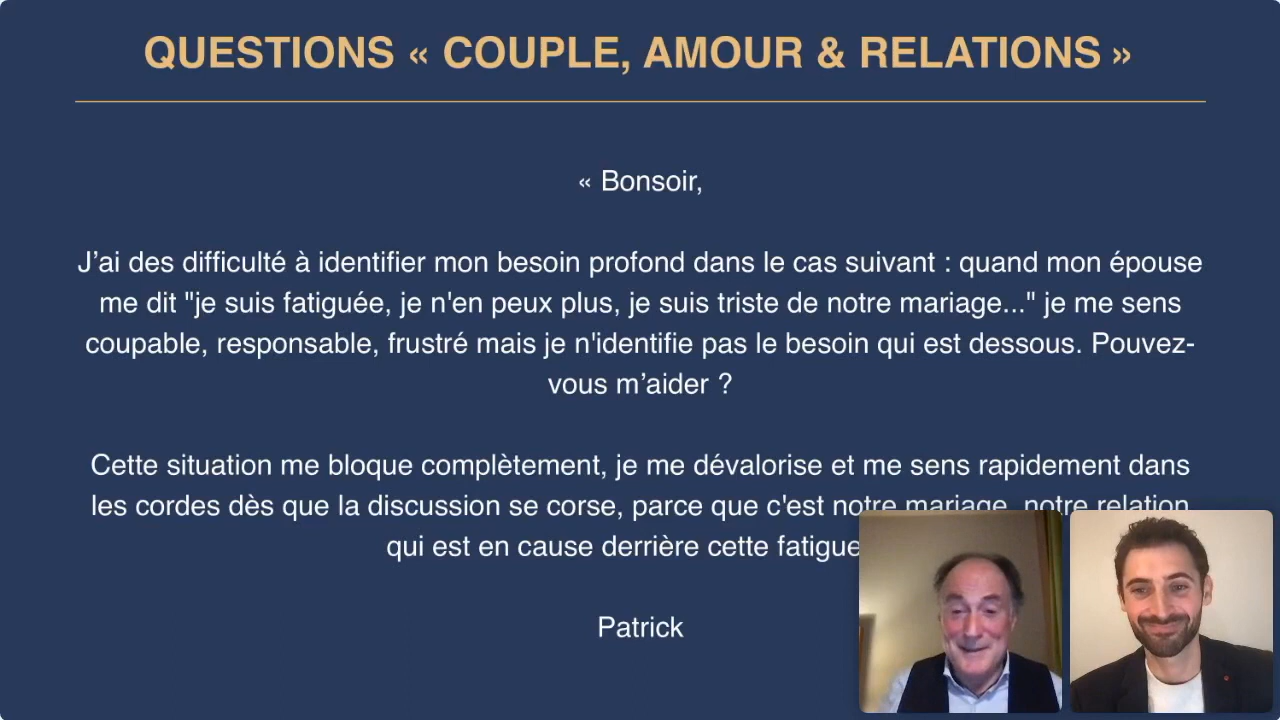 QUESTIONS « COUPLE, AMOUR & RELATIONS »
« Bonsoir,
J’ai des difficulté à identifier mon besoin profond dans le cas suivant : quand mon épouse
me dit "je suis fatiguée, je n'en peux plus, je suis triste de notre mariage..." je me sens
coupable, responsable, frustré mais je n'identifie pas le besoin qui est dessous. Pouvez-
vous m’aider ?
Cette situation me bloque complètement, je me dévalorise et me sens rapidement dans
les cordes dès que la discussion se corse, parce que c'est notre mariage, notre relation
qui est en cause derrière cette fatigue
Patrick